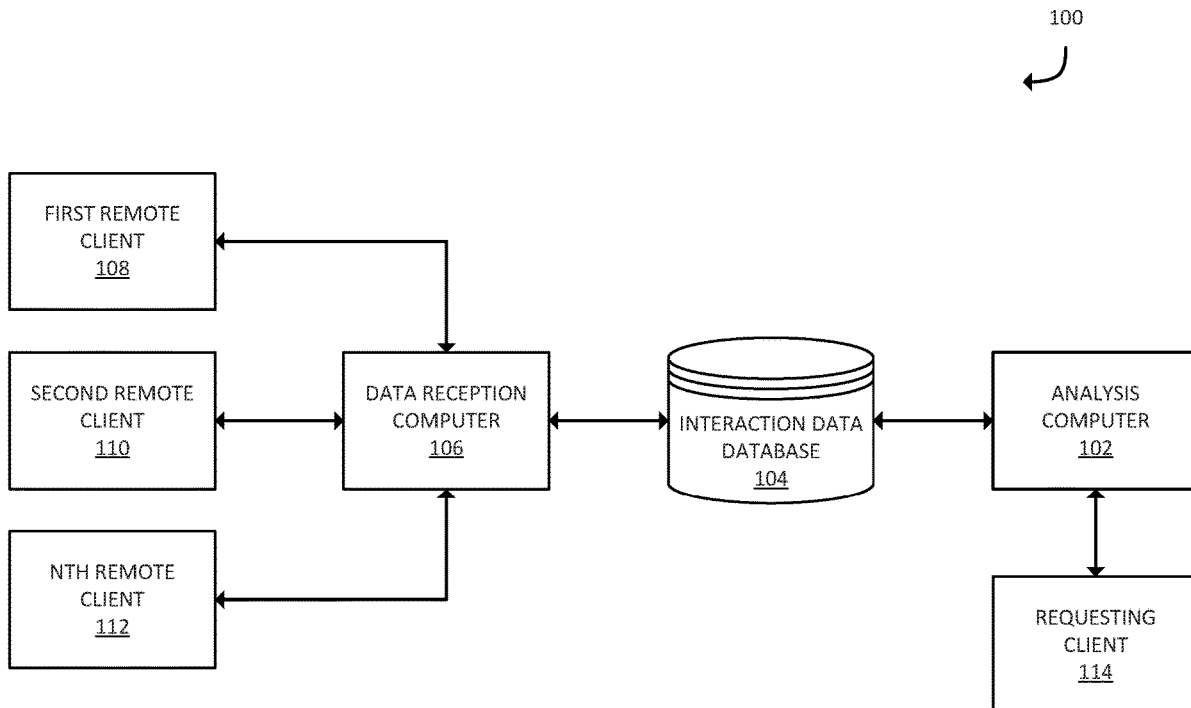 100
FIRST REMOTE
CLIENT
108
SECOND REMOTE
CLIENT
110
NTH REMOTE
CLIENT
112
DATA RECEPTION
COMPUTER
106
INTERACTION DATA
DATABASE
104
ANALYSIS
COMPUTER
102
REQUESTING
CLIENT
114